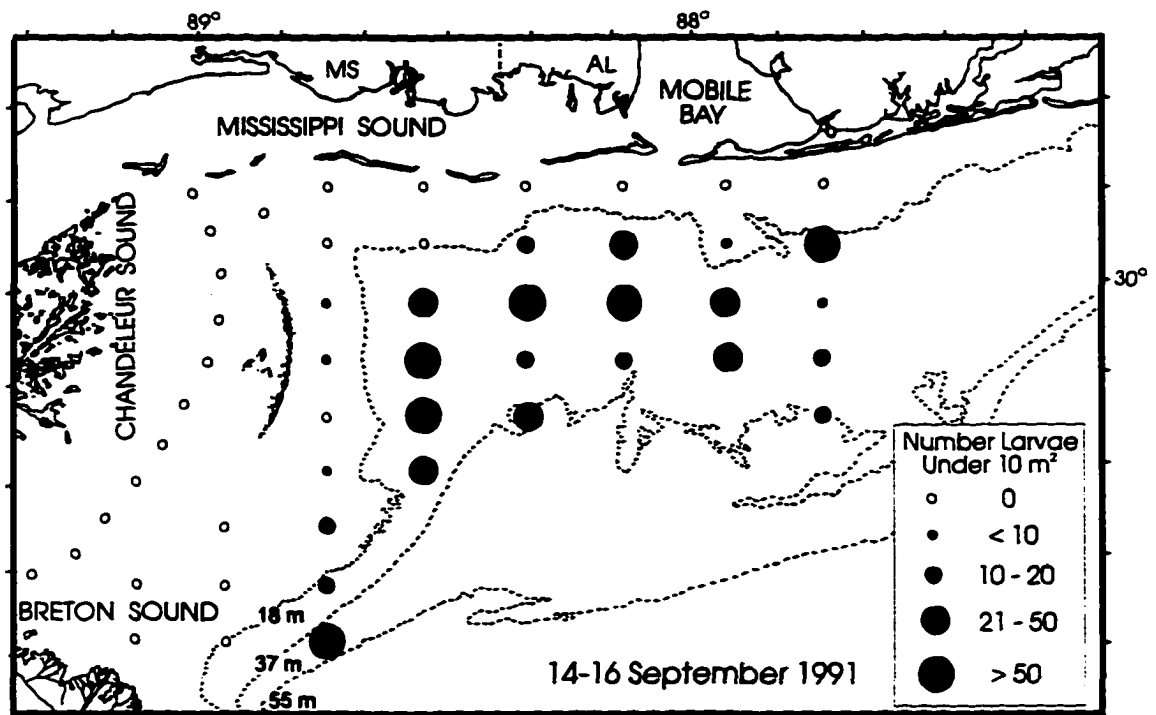 89° 88°
MS AL
MOBILE
BAY
MISSISSIPPI SOUND
CHANDELEUR SOUND
30°
Number Larvae
Under 10 m²
0
< 10
10 - 20
21 - 50
> 50
BRETON SOUND
18 m
37 m
55 m
14-16 September 1991